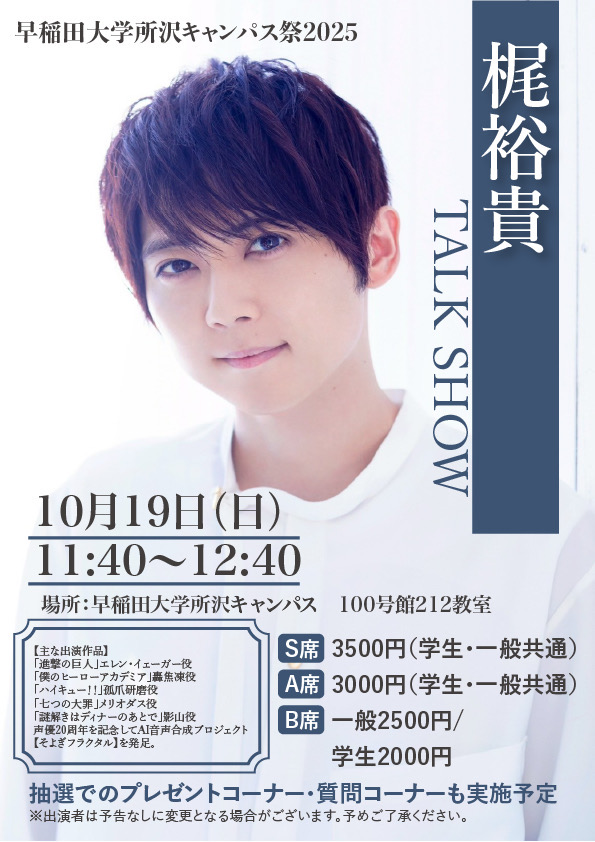 早稲田大学所沢キャンパス祭2025
梶裕貴
TALK SHOW
10月19日(日)
11:40〜12:40
場所:早稲田大学所沢キャンパス 100号館212教室
【主な出演作品】
「進撃の巨人」エレン・イェーガー役
「僕のヒーローアカデミア」轟焦凍役
「ハイキュー!!」孤爪研磨役
「七つの大罪」メリオダス役
「謎解きはディナーのあとで」影山役
声優20周年を記念してAI音声合成プロジェクト
【そよぎフラクタル】を発足。
S席 3500円(学生・一般共通)
A席 3000円(学生・一般共通)
B席 一般2500円/
学生2000円
抽選でのプレゼントコーナー・質問コーナーも実施予定
※出演者は予告なしに変更となる場合がございます。予めご了承ください。